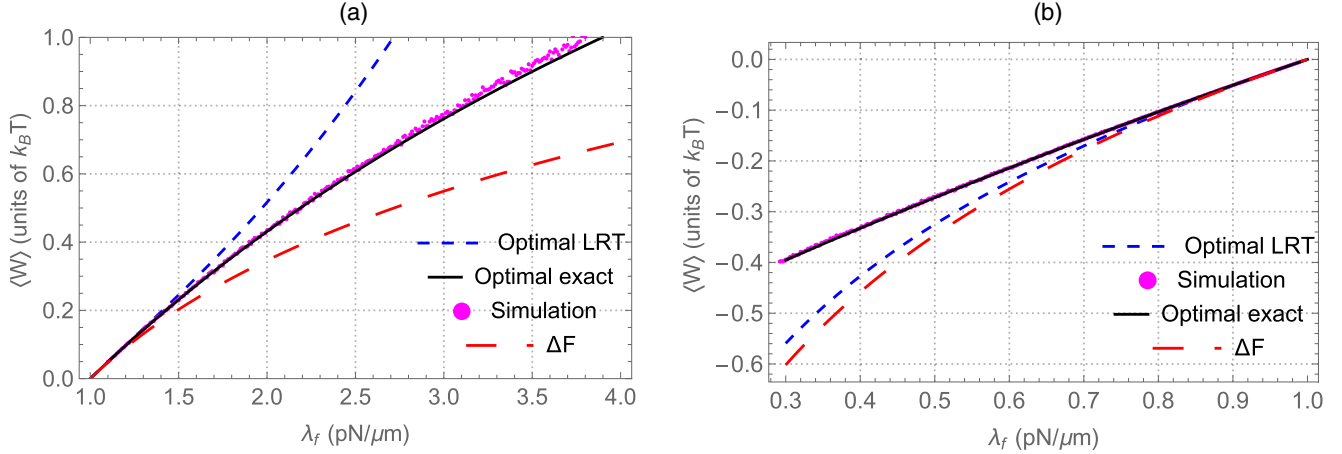 (a)
1.0
0.8
0.6
0.4
0.2
0.0
⟨W⟩ (units of k_BT)
Optimal LRT
Optimal exact
Simulation
ΔF
1.0 1.5 2.0 2.5 3.0 3.5 4.0
λ_f (pN/μm)
(b)
0.0
−0.1
−0.2
−0.3
−0.4
−0.5
−0.6
⟨W⟩ (units of k_BT)
Optimal LRT
Simulation
Optimal exact
ΔF
0.3 0.4 0.5 0.6 0.7 0.8 0.9 1.0
λ_f (pN/μm)